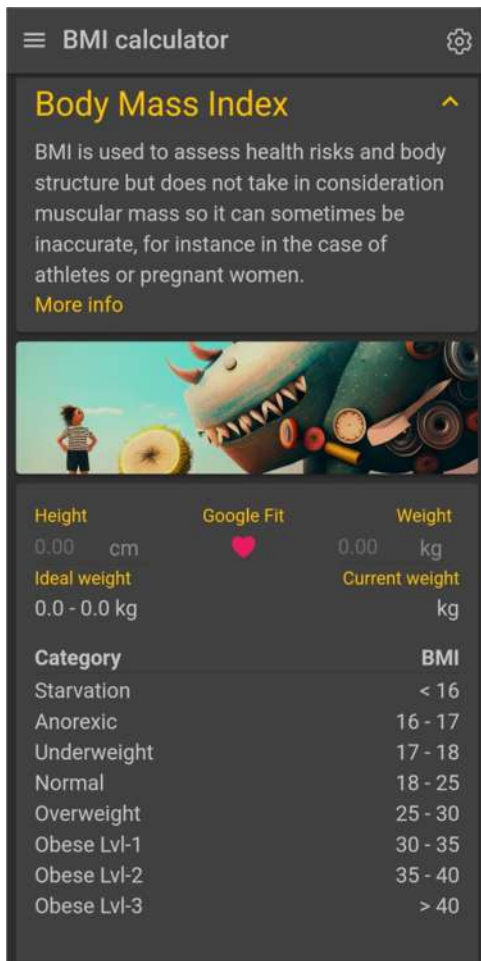 BMI calculator
Body Mass Index
BMI is used to assess health risks and body
structure but does not take in consideration
muscular mass so it can sometimes be
inaccurate, for instance in the case of
athletes or pregnant women.
More info
Height Google Fit Weight
0.00 cm 0.00 kg
Ideal weight Current weight
0.0 - 0.0 kg kg
Category BMI
Starvation < 16
Anorexic 16 - 17
Underweight 17 - 18
Normal 18 - 25
Overweight 25 - 30
Obese Lvl-1 30 - 35
Obese Lvl-2 35 - 40
Obese Lvl-3 > 40